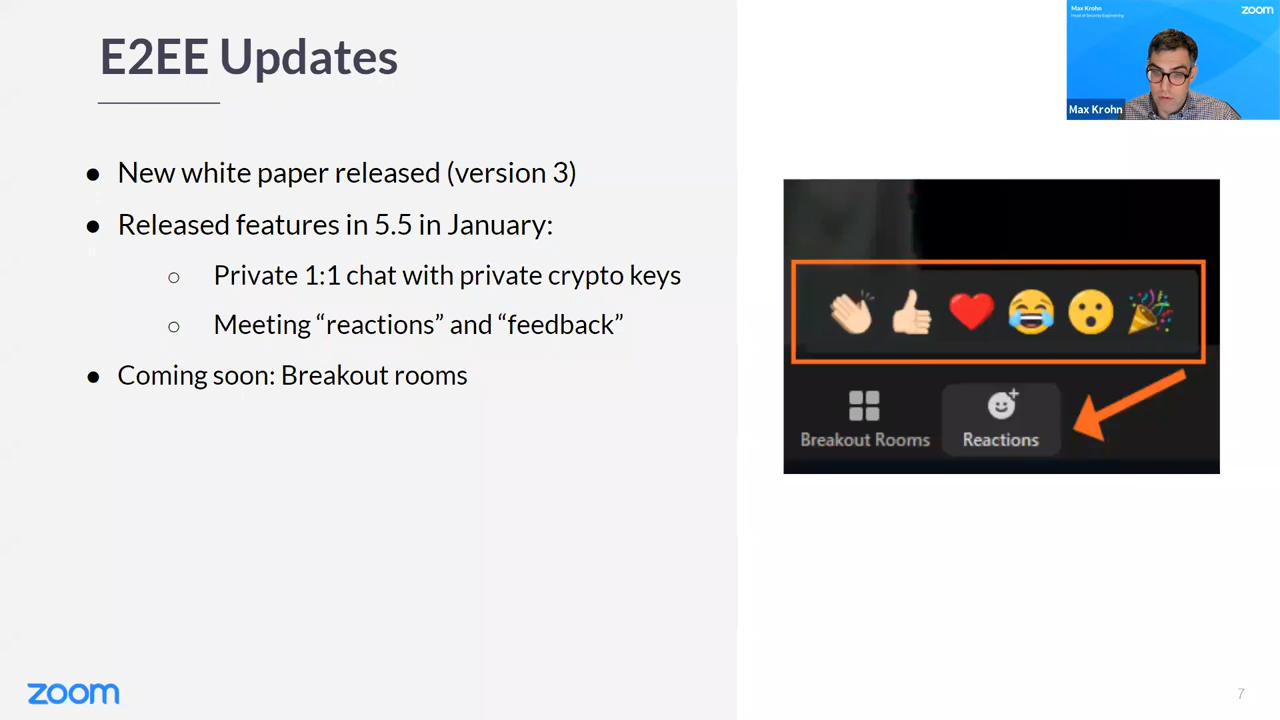 E2EE Updates
Max Krohn
Head of Security Engineering
zoom
Max Krohn
● New white paper released (version 3)
● Released features in 5.5 in January:
○ Private 1:1 chat with private crypto keys
○ Meeting “reactions” and “feedback”
● Coming soon: Breakout rooms
Breakout Rooms
Reactions
zoom
7